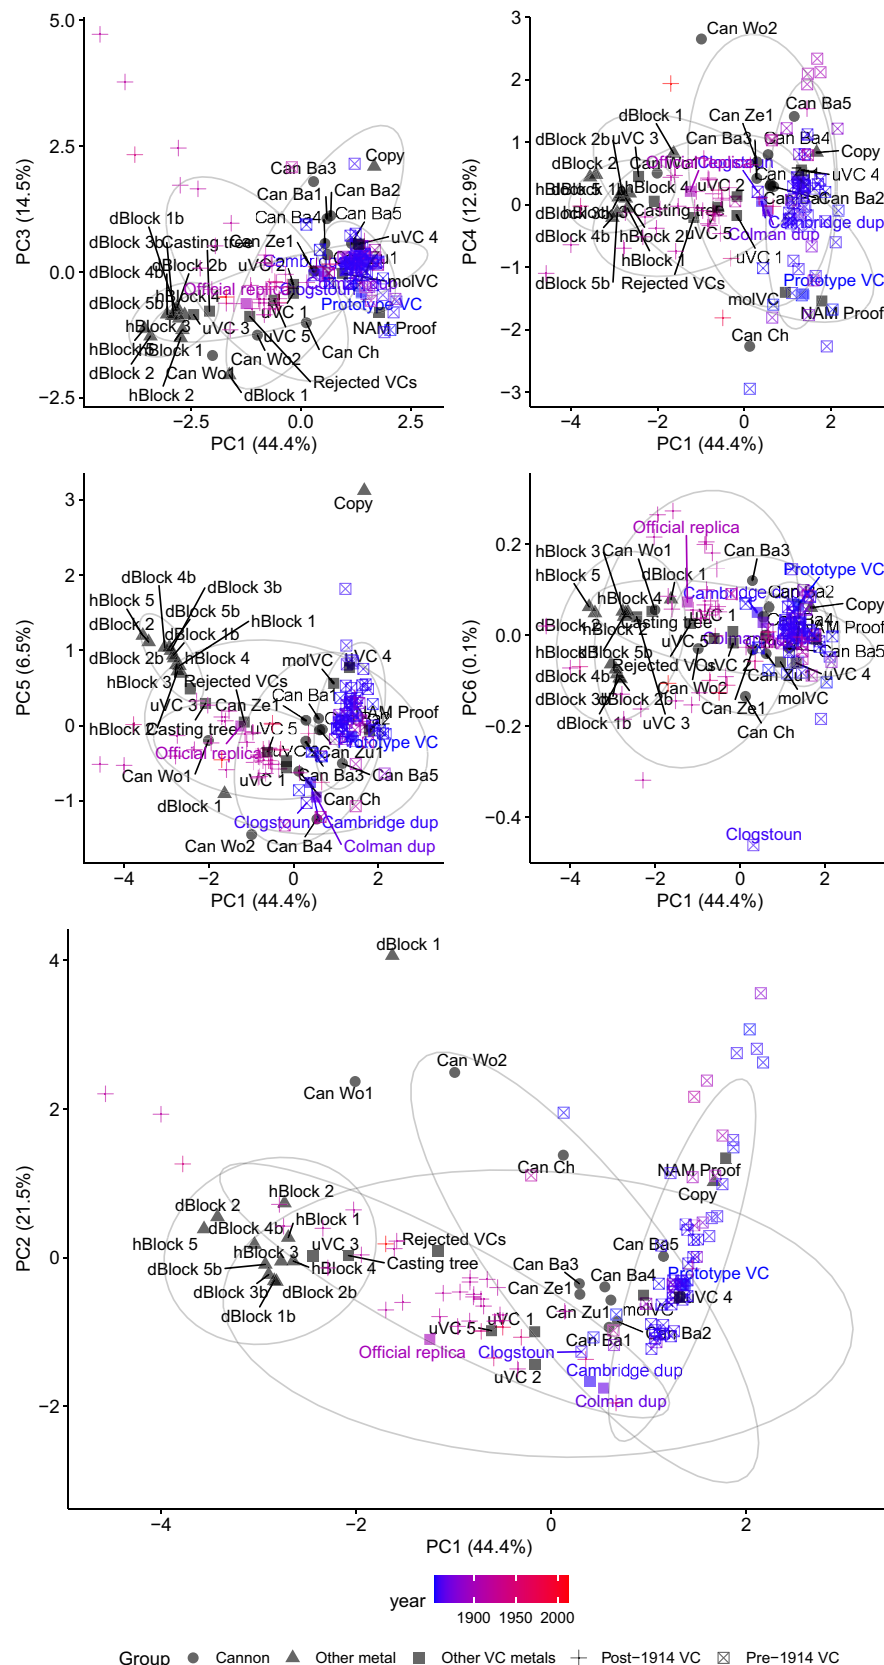 5.0
2.5
0.0
−2.5
PC3 (14.5%)
−2.5
0.0
2.5
PC1 (44.4%)
Can Ba3
Copy
Can Ba1
Can Ba2
dBlock 1b
Can Ba4
Can Ba5
dBlock 3b
Casting tree
Can Ze1
uVC 4
dBlock 4b
dBlock 2b
uVC 2
molVC
dBlock 5b
hBlock 4
Official replica
Clogstoun
Prototype VC
hBlock 3
uVC 3
uVC 1
NAM Proof
hBlock 5
hBlock 1
uVC 5
dBlock 2
Can Wo1
Can Wo2
Rejected VCs
hBlock 2
dBlock 1
3
2
1
0
−1
−2
−3
PC4 (12.9%)
−4
−2
0
2
PC1 (44.4%)
Can Wo2
dBlock 1
Can Ze1
Can Ba5
dBlock 2b
uVC 3
Can Ba3
Can Ba4
Copy
dBlock 2
Can Wo1
Clogstoun
uVC 4
hBlock 5
hBlock 4
uVC 2
Can Ba2
Casting tree
uVC 5
Cambridge dup
dBlock 4b
hBlock 2
Colman dup
hBlock 1
uVC 1
Prototype VC
dBlock 5b
Rejected VCs
molVC
NAM Proof
Can Ch
3
2
1
0
−1
PC5 (6.5%)
−4
−2
0
2
PC1 (44.4%)
Copy
dBlock 4b
dBlock 3b
hBlock 5
dBlock 5b
hBlock 1
dBlock 2
dBlock 1b
dBlock 2b
hBlock 4
molVC
uVC 4
hBlock 3
Rejected VCs
Can Ba1
uVC 3
Can Ze1
NAM Proof
hBlock 2
Casting tree
uVC 5
Prototype VC
Official replica
Can Zu1
Can Wo1
uVC 1
Can Ba3
Can Ba5
dBlock 1
Can Ch
Clogstoun
Cambridge dup
Can Wo2
Can Ba4
Colman dup
0.2
0.0
−0.2
−0.4
PC6 (0.1%)
−4
−2
0
2
PC1 (44.4%)
Official replica
hBlock 3
Can Wo1
Can Ba3
hBlock 5
dBlock 1
Prototype VC
hBlock 4
Cambridge dup
Copy
dBlock 2
Casting tree
uVC 1
Can Ba4
NAM Proof
hBlock 2
uVC 5
Can Ba5
dBlock 5b
Rejected VCs
uVC 2
uVC 4
dBlock 4b
Can Wo2
Can Zu1
dBlock 2b
Can Ze1
molVC
dBlock 1b
uVC 3
Can Ch
Clogstoun
4
2
0
−2
PC2 (21.5%)
−4
−2
0
2
PC1 (44.4%)
dBlock 1
Can Wo2
Can Wo1
Can Ch
NAM Proof
Copy
hBlock 2
dBlock 2
hBlock 1
dBlock 4b
Rejected VCs
uVC 3
Can Ba5
hBlock 5
hBlock 3
Casting tree
Can Ba3
Can Ba4
Prototype VC
dBlock 5b
hBlock 4
Can Ze1
dBlock 3b
dBlock 2b
uVC 4
dBlock 1b
Can Zu1
molVC
uVC 1
uVC 5
Can Ba1
Can Ba2
Official replica
Clogstoun
uVC 2
Cambridge dup
Colman dup
year
1900 1950 2000
Group Cannon Other metal Other VC metals Post−1914 VC Pre−1914 VC